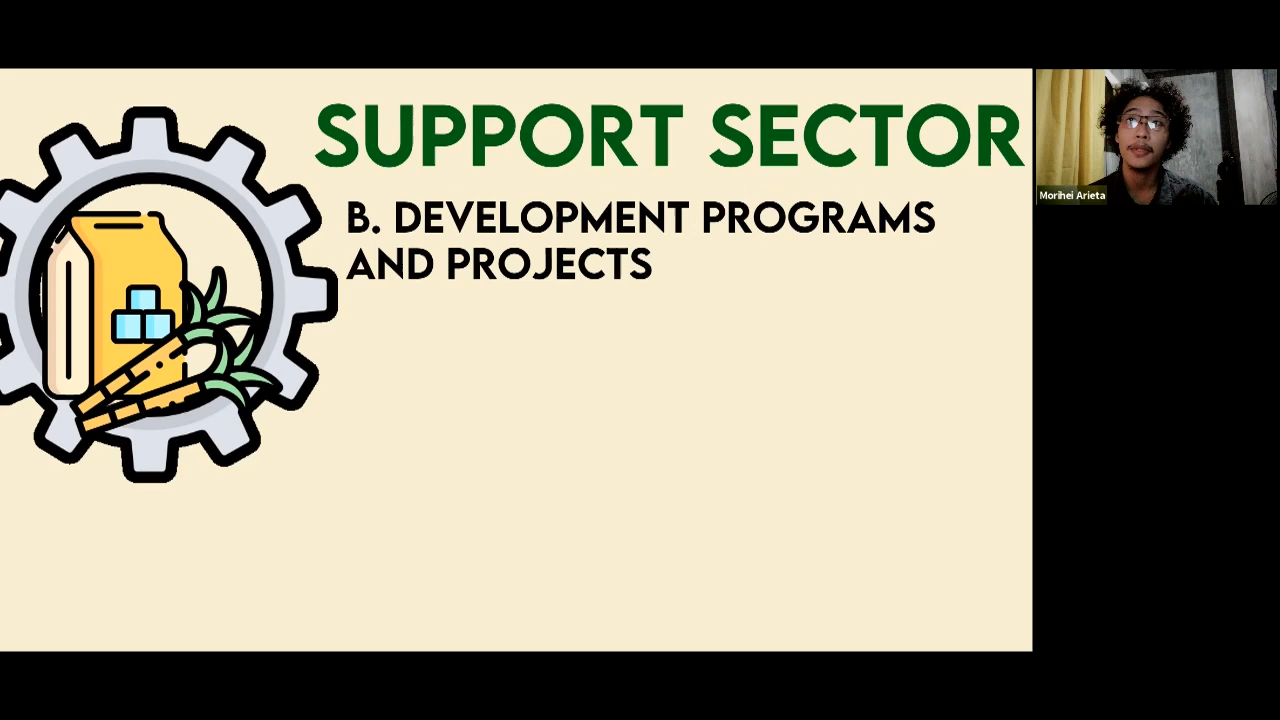 SUPPORT SECTOR
B. DEVELOPMENT PROGRAMS
AND PROJECTS
Morihei Arieta